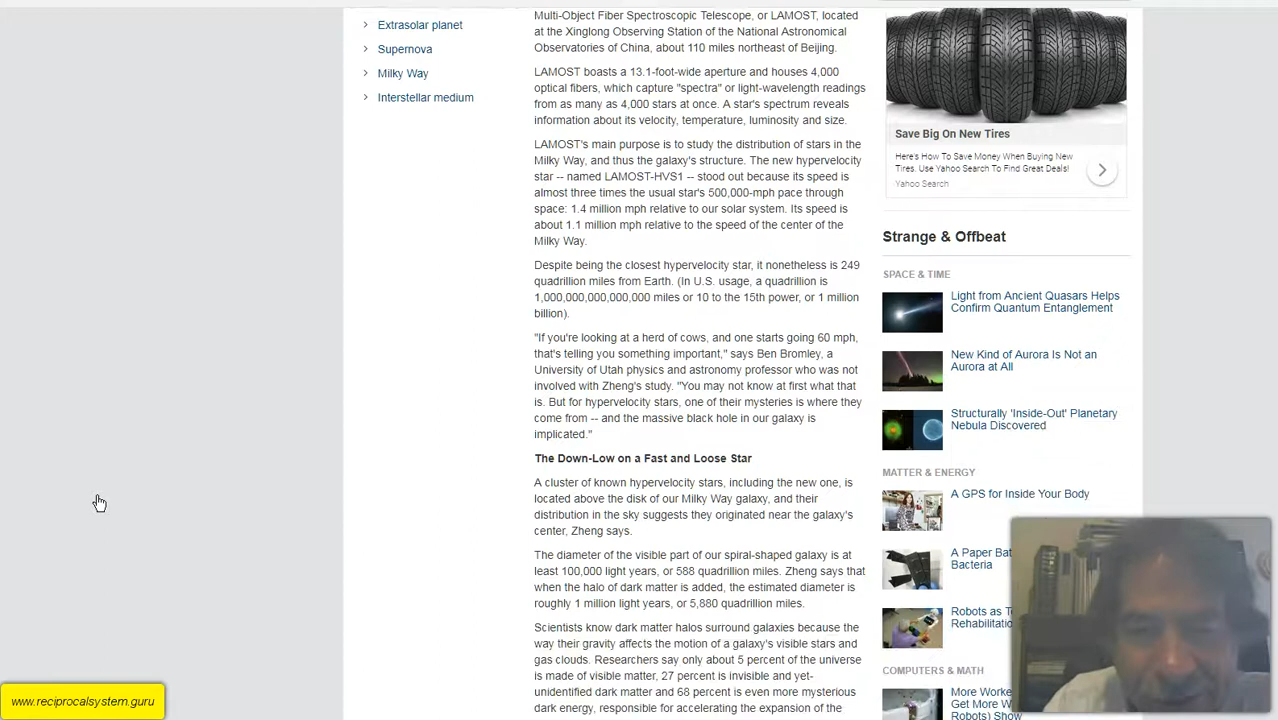 Extrasolar planet
Supernova
Milky Way
Interstellar medium
Multi-Object Fiber Spectroscopic Telescope, or LAMOST, located
at the Xinglong Observing Station of the National Astronomical
Observatories of China, about 110 miles northeast of Beijing.
LAMOST boasts a 13.1-foot-wide aperture and houses 4,000
optical fibers, which capture "spectra" or light-wavelength readings
from as many as 4,000 stars at once. A star's spectrum reveals
information about its velocity, temperature, luminosity and size.
LAMOST's main purpose is to study the distribution of stars in the
Milky Way, and thus the galaxy's structure. The new hypervelocity
star -- named LAMOST-HVS1 -- stood out because its speed is
almost three times the usual star's 500,000-mph pace through
space: 1.4 million mph relative to our solar system. Its speed is
about 1.1 million mph relative to the speed of the center of the
Milky Way.
Despite being the closest hypervelocity star, it nonetheless is 249
quadrillion miles from Earth. (In U.S. usage, a quadrillion is
1,000,000,000,000,000 miles or 10 to the 15th power, or 1 million
billion).
"If you're looking at a herd of cows, and one starts going 60 mph,
that's telling you something important," says Ben Bromley, a
University of Utah physics and astronomy professor who was not
involved with Zheng's study. "You may not know at first what that
is. But for hypervelocity stars, one of their mysteries is where they
come from -- and the massive black hole in our galaxy is
implicated."
The Down-Low on a Fast and Loose Star
A cluster of known hypervelocity stars, including the new one, is
located above the disk of our Milky Way galaxy, and their
distribution in the sky suggests they originated near the galaxy's
center, Zheng says.
The diameter of the visible part of our spiral-shaped galaxy is at
least 100,000 light years, or 588 quadrillion miles. Zheng says that
when the halo of dark matter is added, the estimated diameter is
roughly 1 million light years, or 5,880 quadrillion miles.
Scientists know dark matter halos surround galaxies because the
way their gravity affects the motion of a galaxy's visible stars and
gas clouds. Researchers say only about 5 percent of the universe
is made of visible matter, 27 percent is invisible and yet-
unidentified dark matter and 68 percent is even more mysterious
dark energy, responsible for accelerating the expansion of the
Save Big On New Tires
Here's How To Save Money When Buying New
Tires. Use Yahoo Search To Find Great Deals!
Yahoo Search
Strange & Offbeat
SPACE & TIME
Light from Ancient Quasars Helps
Confirm Quantum Entanglement
New Kind of Aurora Is Not an
Aurora at All
Structurally 'Inside-Out' Planetary
Nebula Discovered
MATTER & ENERGY
A GPS for Inside Your Body
A Paper Bat
Bacteria
Robots as T
Rehabilitatio
COMPUTERS & MATH
More Worke
Get More W
Robots) Show
www.reciprocalsystem.guru